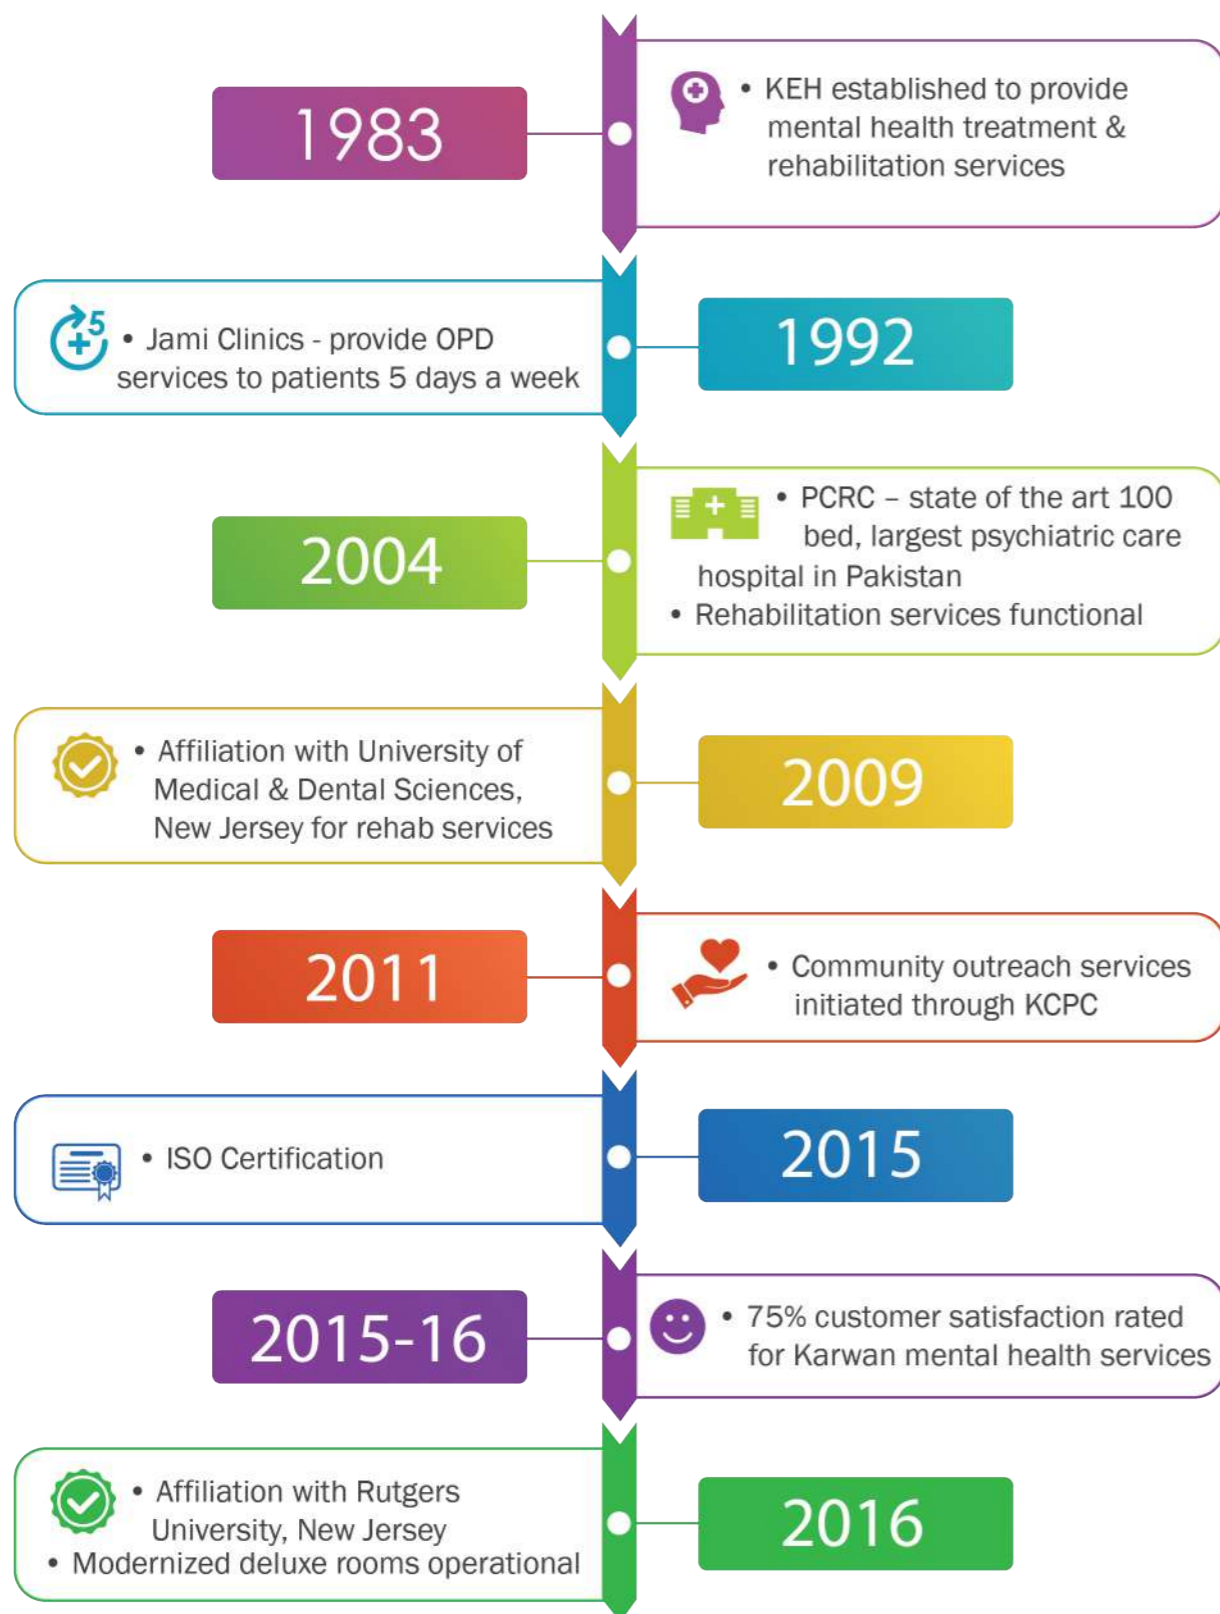 1983
• KEH established to provide
mental health treatment &
rehabilitation services
1992
5
• Jami Clinics - provide OPD
services to patients 5 days a week
2004
• PCRC – state of the art 100
bed, largest psychiatric care
hospital in Pakistan
• Rehabilitation services functional
2009
• Affiliation with University of
Medical & Dental Sciences,
New Jersey for rehab services
2011
• Community outreach services
initiated through KCPC
2015
• ISO Certification
2015-16
• 75% customer satisfaction rated
for Karwan mental health services
2016
• Affiliation with Rutgers
University, New Jersey
• Modernized deluxe rooms operational